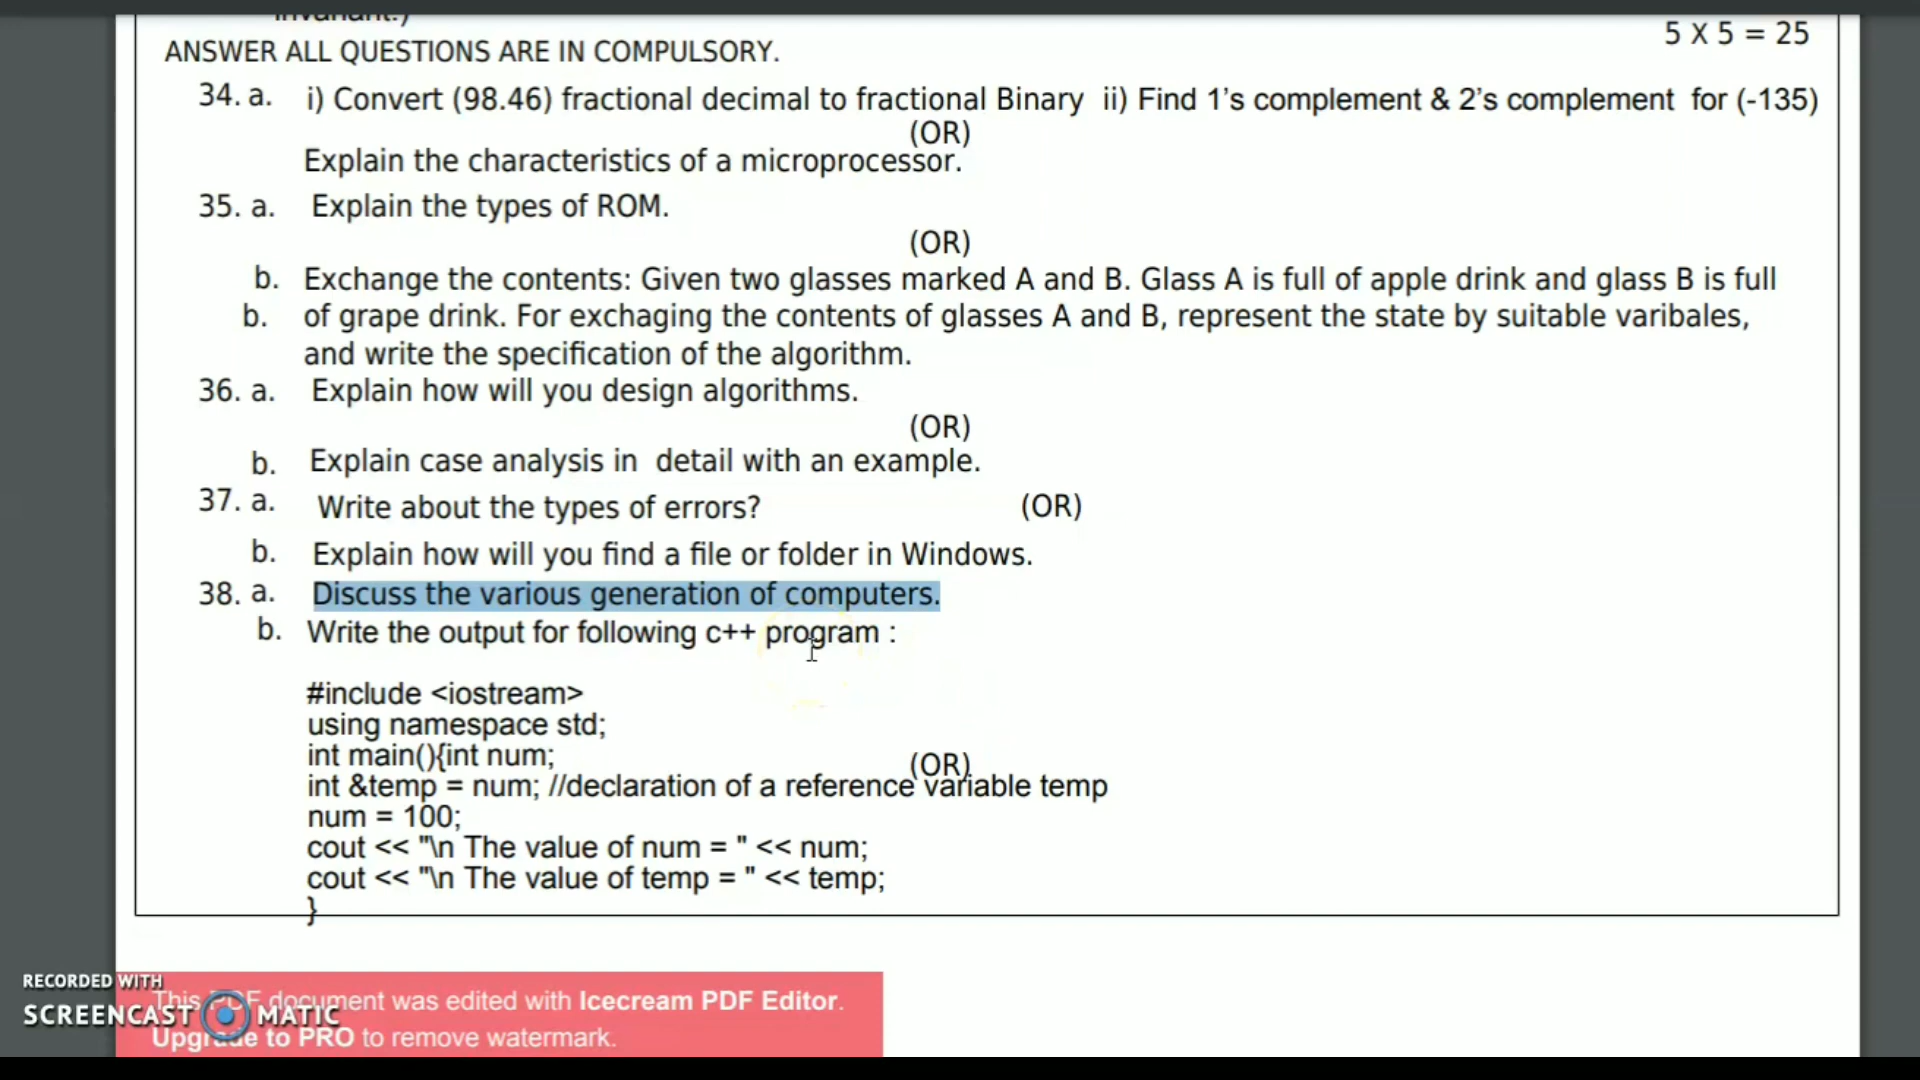 invariant.)
5 X 5 = 25
ANSWER ALL QUESTIONS ARE IN COMPULSORY.
34. a. i) Convert (98.46) fractional decimal to fractional Binary ii) Find 1's complement & 2's complement for (-135)
(OR)
Explain the characteristics of a microprocessor.
35. a. Explain the types of ROM.
(OR)
b. Exchange the contents: Given two glasses marked A and B. Glass A is full of apple drink and glass B is full
b. of grape drink. For exchaging the contents of glasses A and B, represent the state by suitable varibales,
and write the specification of the algorithm.
36. a. Explain how will you design algorithms.
(OR)
b. Explain case analysis in detail with an example.
37. a. Write about the types of errors? (OR)
b. Explain how will you find a file or folder in Windows.
38. a. Discuss the various generation of computers.
b. Write the output for following c++ program :
#include <iostream>
using namespace std;
int main(){int num;
(OR)
int &temp = num; //declaration of a reference variable temp
num = 100;
cout << "\n The value of num = " << num;
cout << "\n The value of temp = " << temp;
}
RECORDED WITH
SCREENCAST MATIC
This PDF document was edited with Icecream PDF Editor.
Upgrade to PRO to remove watermark.